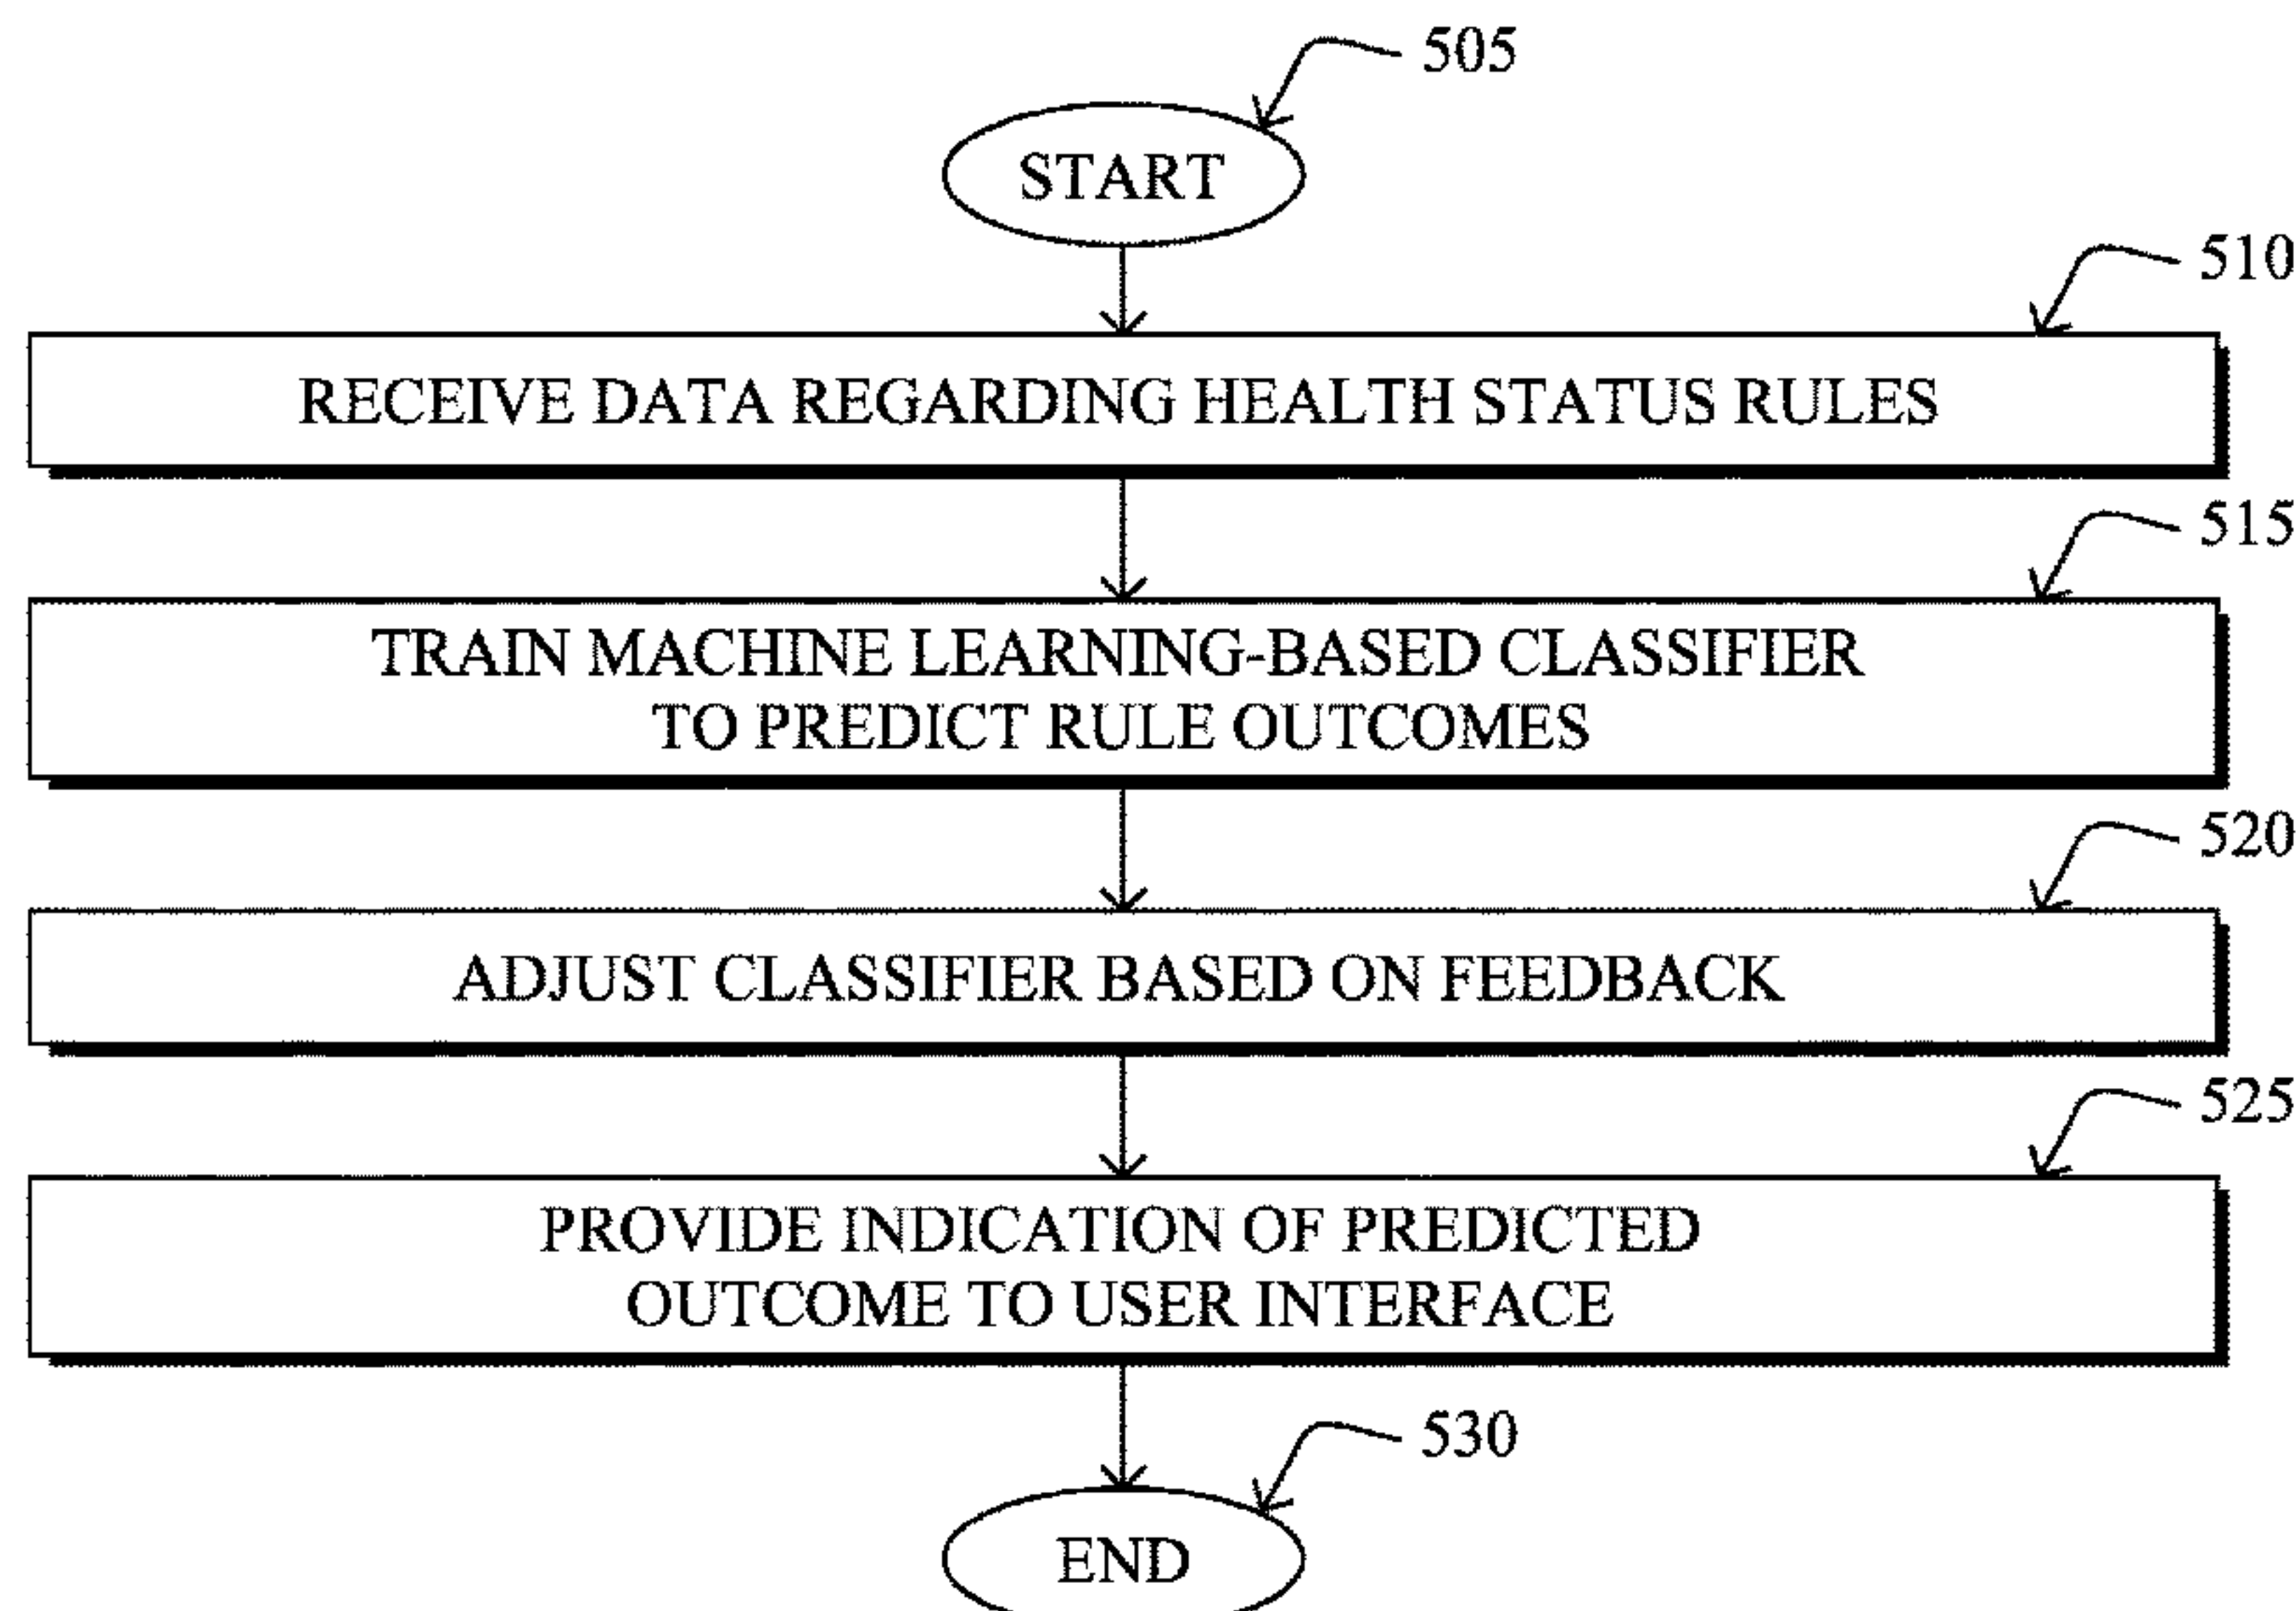 505
START
510
RECEIVE DATA REGARDING HEALTH STATUS RULES
515
TRAIN MACHINE LEARNING-BASED CLASSIFIER
TO PREDICT RULE OUTCOMES
520
ADJUST CLASSIFIER BASED ON FEEDBACK
525
PROVIDE INDICATION OF PREDICTED
OUTCOME TO USER INTERFACE
530
END